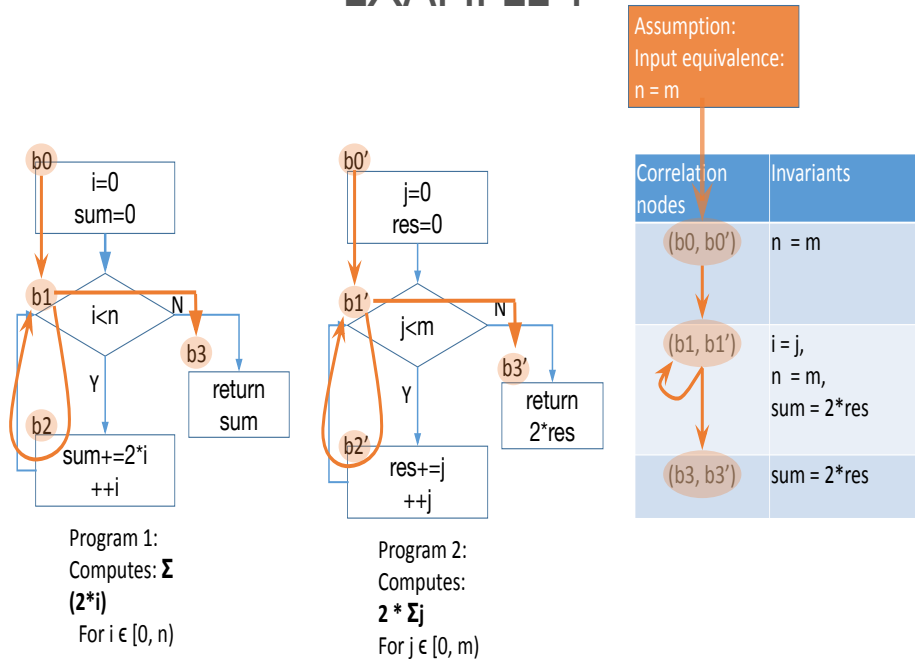 Assumption:
Input equivalence:
n = m
b0
i=0
sum=0
b1
i<n
N
b3
Y
return
sum
b2
sum+=2*i
++i
Program 1:
Computes: Σ
(2*i)
For i ϵ [0, n)
b0’
j=0
res=0
b1’
j<m
N
b3’
Y
return
2*res
b2’
res+=j
++j
Program 2:
Computes:
2 * Σj
For j ϵ [0, m)
Correlation
nodes
Invariants
(b0, b0’)
n = m
(b1, b1’)
i = j,
n = m,
sum = 2*res
(b3, b3’)
sum = 2*res